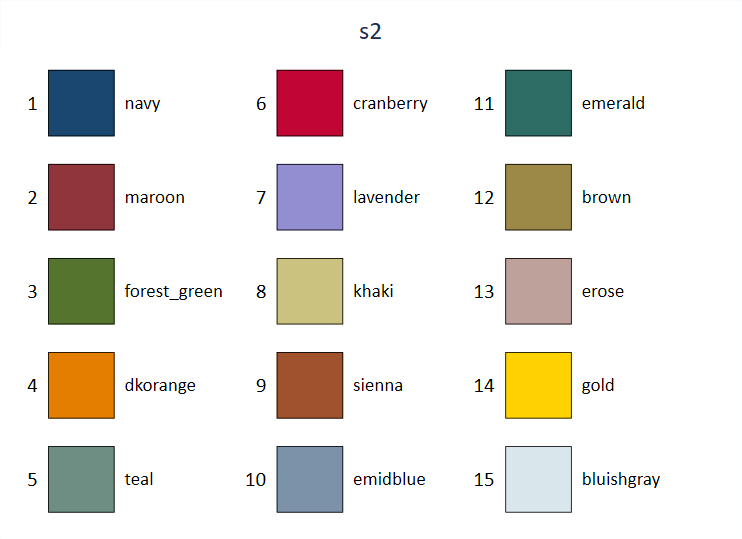 s2
1 navy
2 maroon
3 forest_green
4 dkorange
5 teal
6 cranberry
7 lavender
8 khaki
9 sienna
10 emidblue
11 emerald
12 brown
13 erose
14 gold
15 bluishgray